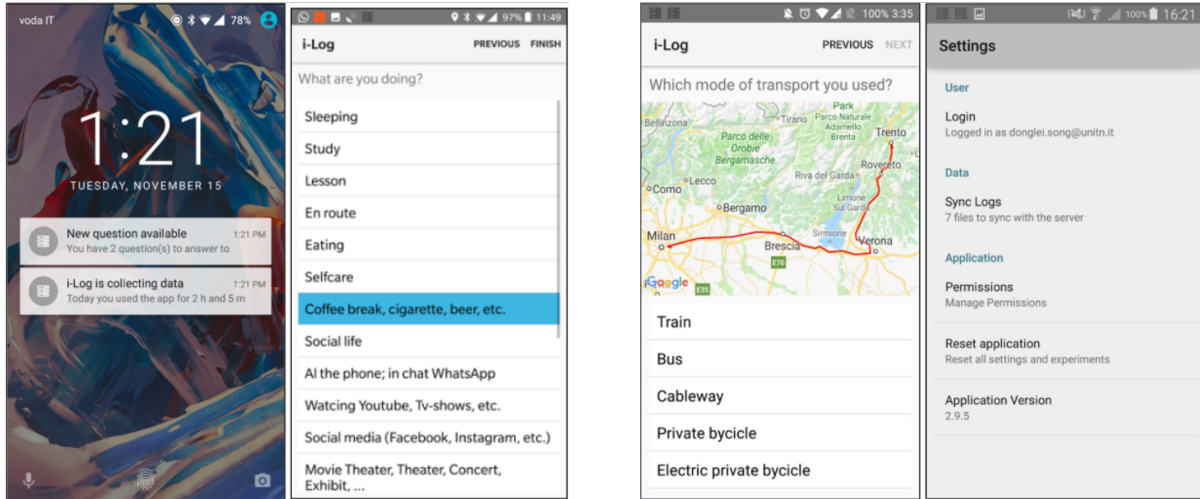 voda IT 78%
1:21
TUESDAY, NOVEMBER 15
New question available 1:21 PM
You have 2 question(s) to answer to
i-Log is collecting data 1:21 PM
Today you used the app for 2 h and 5 m
97% 11:49
i-Log PREVIOUS FINISH
What are you doing?
Sleeping
Study
Lesson
En route
Eating
Selfcare
Coffee break, cigarette, beer, etc.
Social life
Al the phone; in chat WhatsApp
Watcing Youtube, Tv-shows, etc.
Social media (Facebook, Instagram, etc.)
Movie Theater, Theater, Concert,
Exhibit, ...
100% 3:35
i-Log PREVIOUS NEXT
Which mode of transport you used?
Bellinzona
Tirano
Park
Parco Naturale
Adamello
Brenta
Trento
Parco delle
Orobie
Bergamasche
Rovereto
Riva del Garda
Lecco
Como
Limone
Sul Garda
Bergamo
Milan
Sirmione
Verona
Brescia
E70
Google
E35
Train
Bus
Cableway
Private bycicle
Electric private bycicle
100% 16:21
Settings
User
Login
Logged in as donglei.song@unitn.it
Data
Sync Logs
7 files to sync with the server
Application
Permissions
Manage Permissions
Reset application
Reset all settings and experiments
Application Version
2.9.5